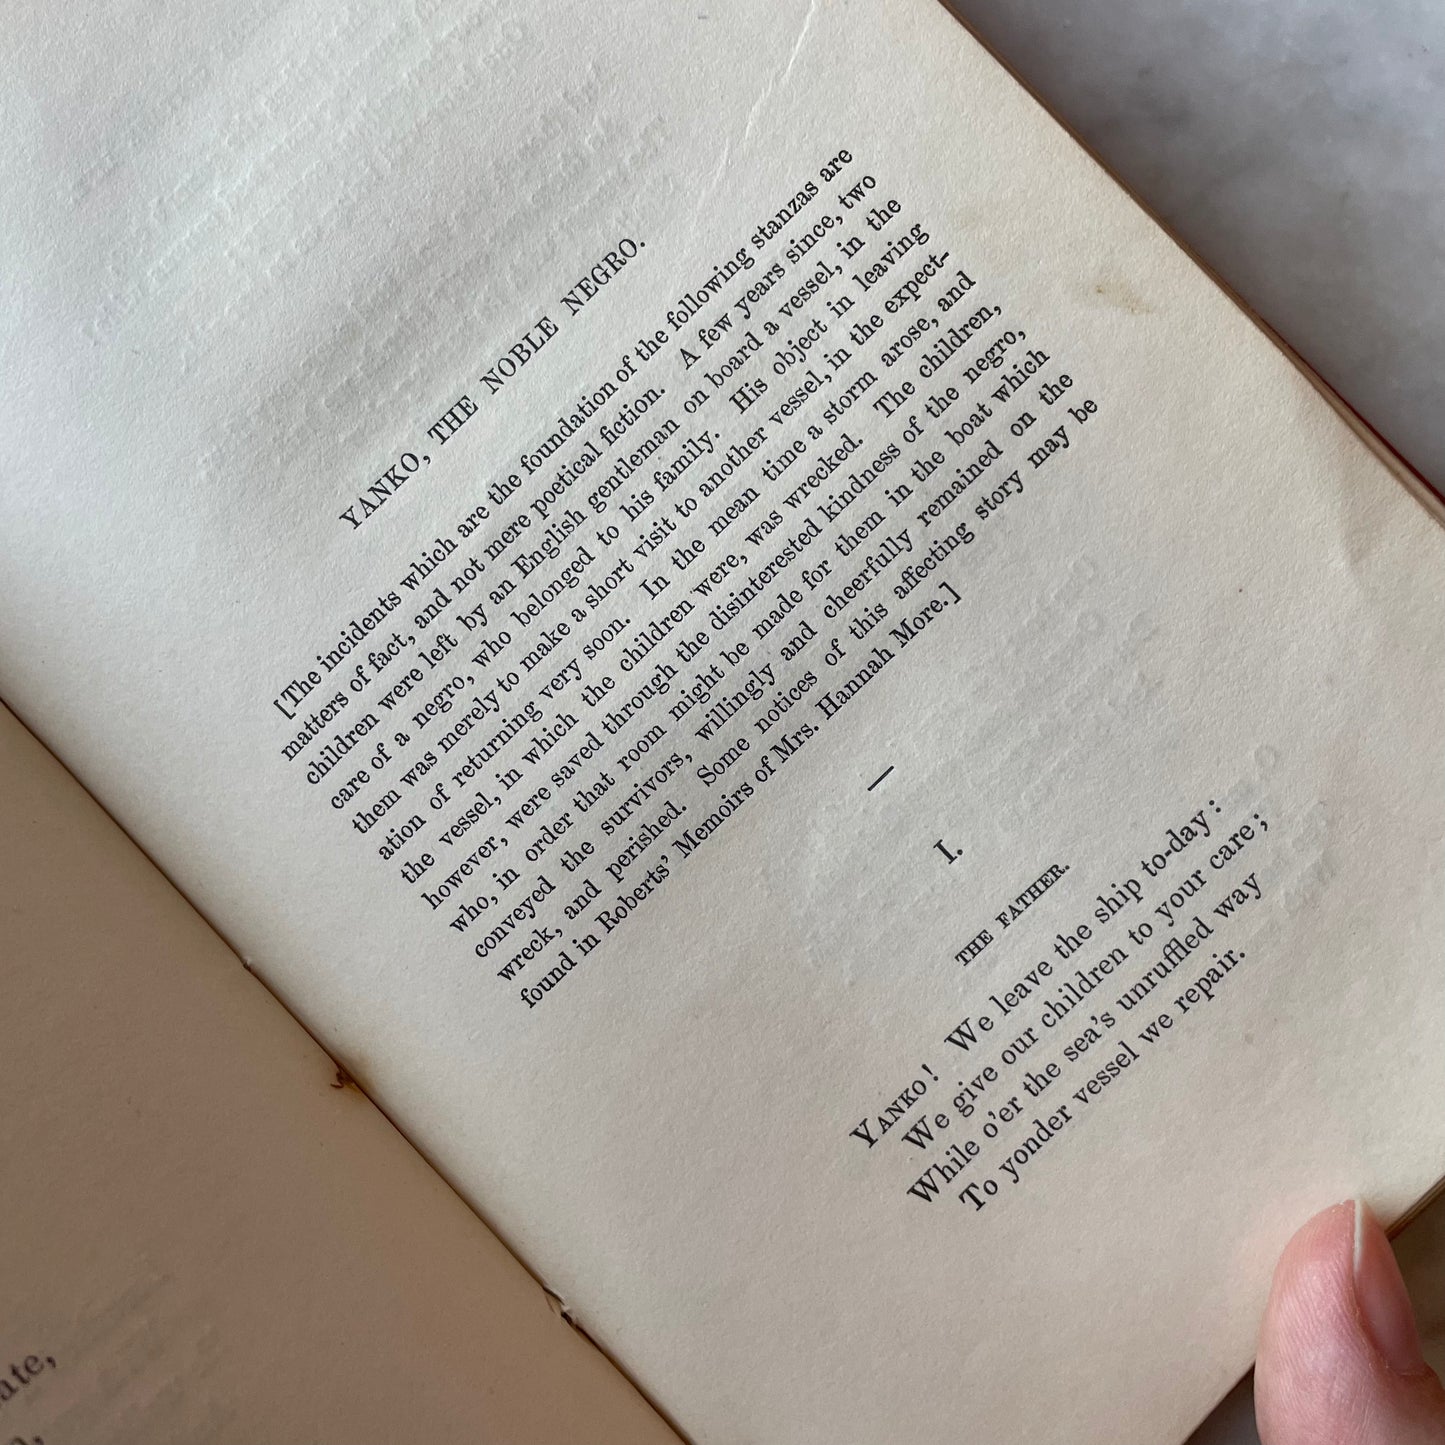 YANKO, THE NOBLE NEGRO.
[The incidents which are the foundation of the following stanzas are
matters of fact, and not mere poetical fiction. A few years since, two
children were left by an English gentleman on board a vessel, in the
care of a negro, who belonged to his family. His object in leaving
them was merely to make a short visit to another vessel, in the expect-
ation of returning very soon. In the mean time a storm arose, and
the vessel, in which the children were, was wrecked. The children,
however, were saved through the disinterested kindness of the negro,
who, in order that room might be made for them in the boat which
conveyed the survivors, willingly and cheerfully remained on the
wreck, and perished. Some notices of this affecting story may be
found in Roberts' Memoirs of Mrs. Hannah More.]
I.
THE FATHER.
YANKO! We leave the ship to-day:
We give our children to your care;
While o'er the sea's unruffled way
To yonder vessel we repair.